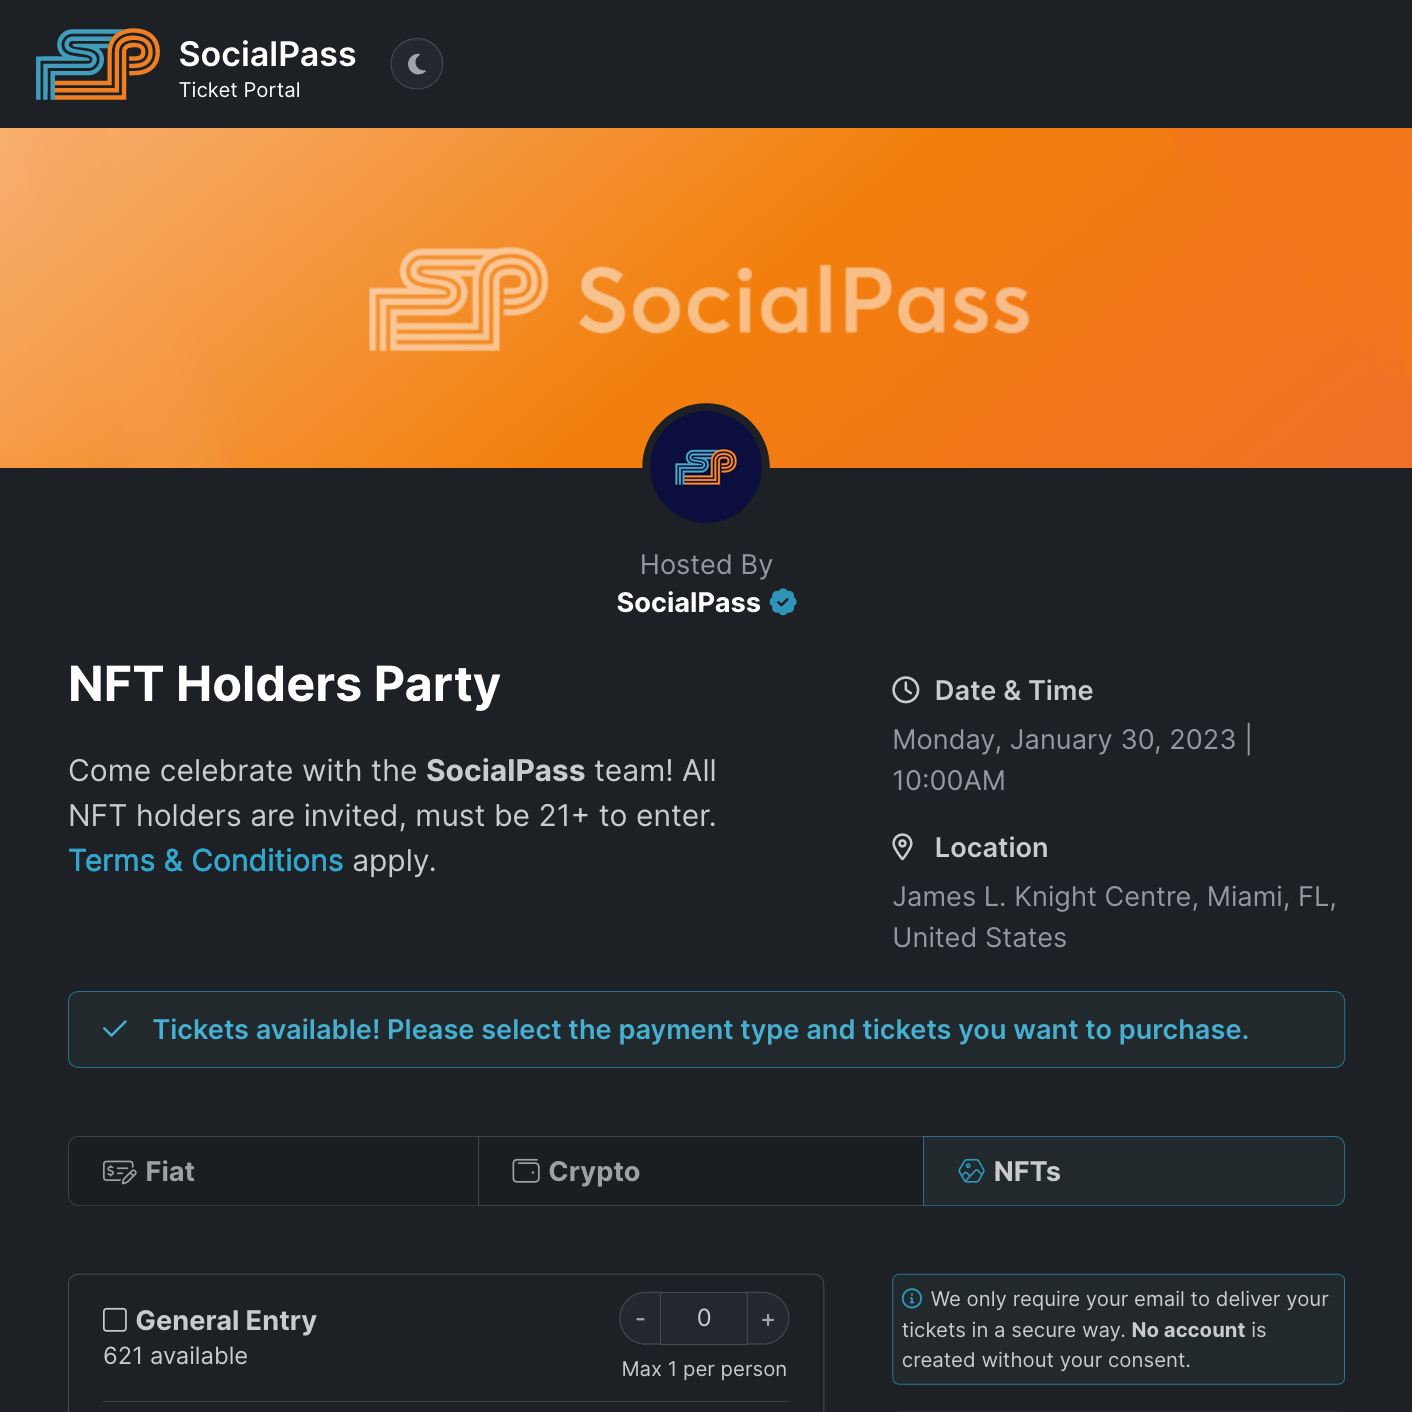 SocialPass
Ticket Portal
SocialPass
Hosted By
SocialPass
NFT Holders Party
Come celebrate with the SocialPass team! All
NFT holders are invited, must be 21+ to enter.
Terms & Conditions apply.
Date & Time
Monday, January 30, 2023 |
10:00AM
Location
James L. Knight Centre, Miami, FL,
United States
Tickets available! Please select the payment type and tickets you want to purchase.
Fiat
Crypto
NFTs
General Entry
621 available
- 0 +
Max 1 per person
We only require your email to deliver your
tickets in a secure way. No account is
created without your consent.